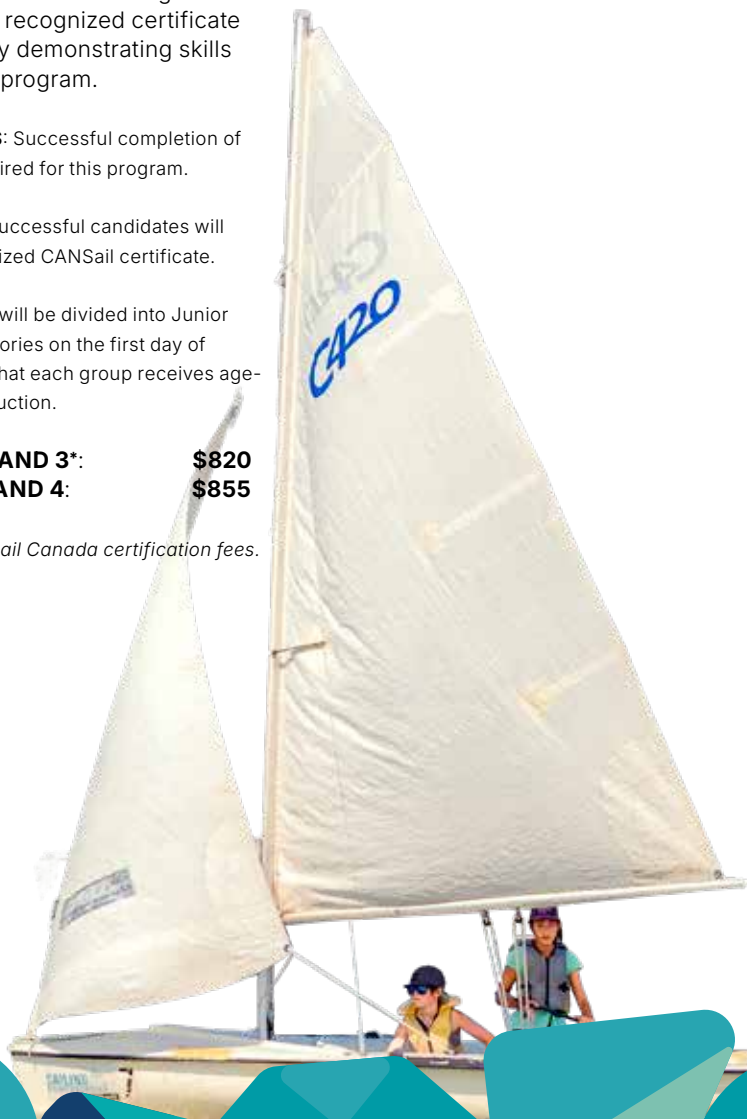 recognized certificate
y demonstrating skills
program.
S: Successful completion of
ired for this program.
uccessful candidates will
ized CANSail certificate.
will be divided into Junior
ories on the first day of
hat each group receives age-
uction.
AND 3*: $820
AND 4: $855
ail Canada certification fees.
C420